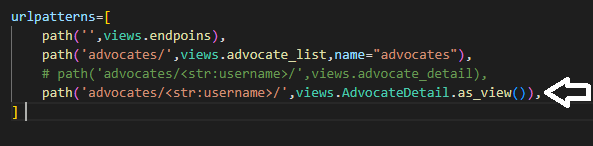 urlpatterns=[
path('',views.endpoins),
path('advocates/',views.advocate_list,name="advocates"),
# path('advocates/<str:username>/',views.advocate_detail),
path('advocates/<str:username>/',views.AdvocateDetail.as_view()),
]